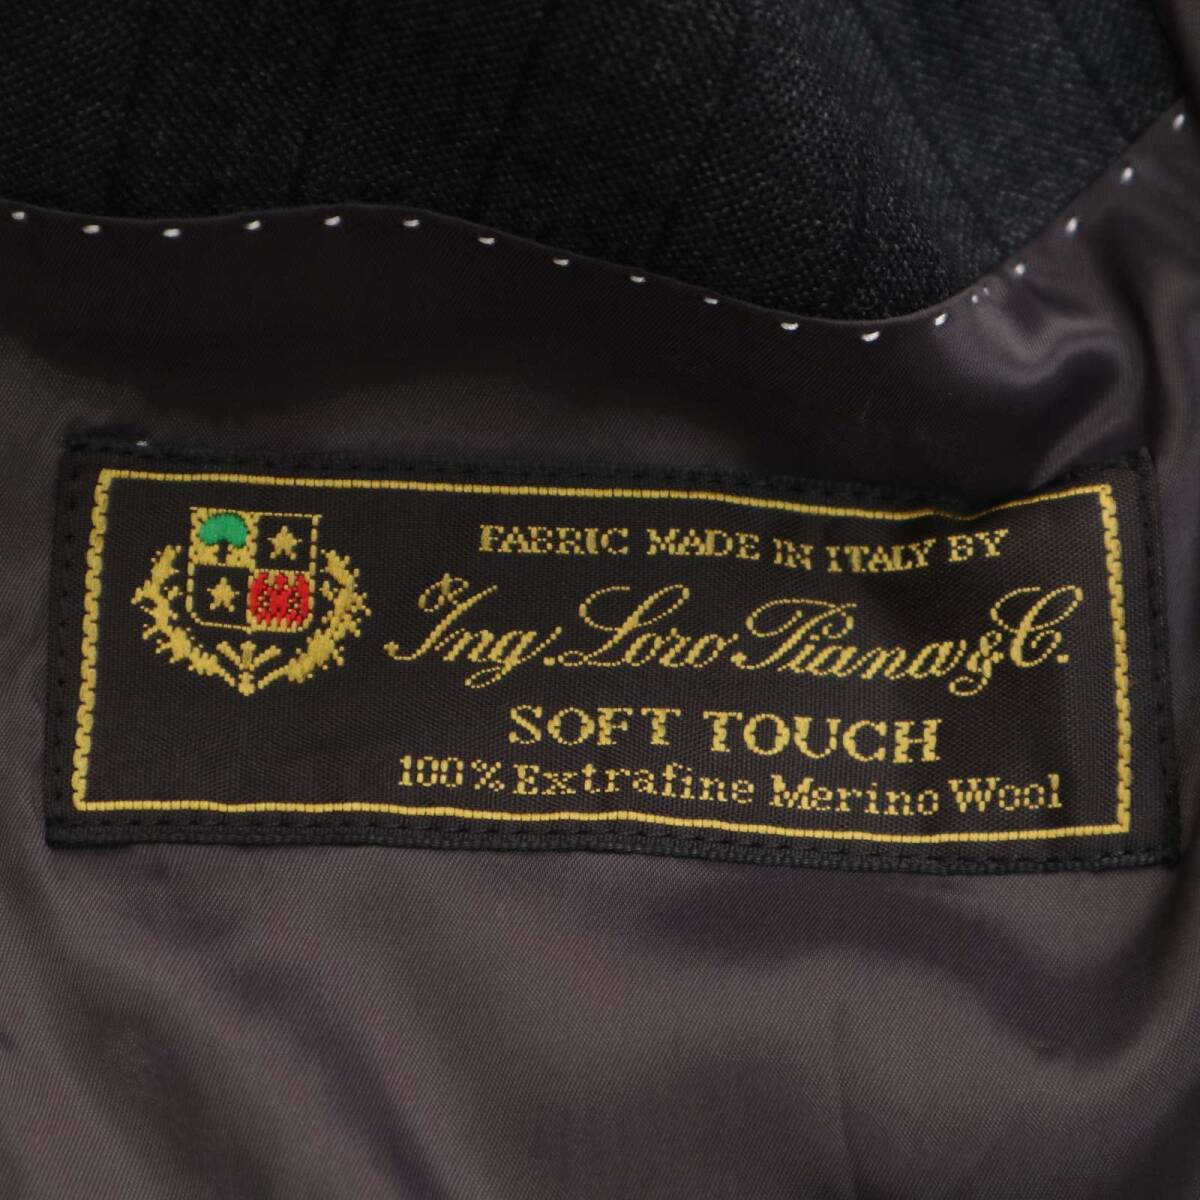 FABRIC MADE IN ITALY BY
Ing. Loro Piana & C.
SOFT TOUCH
100% Extrafine Merino Wool